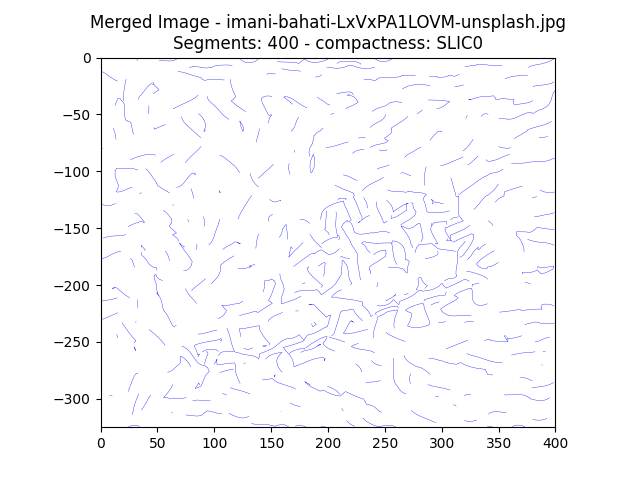 Merged Image - imani-bahati-LxVxPA1LOVM-unsplash.jpg
Segments: 400 - compactness: SLIC0
0
−50
−100
−150
−200
−250
−300
0 50 100 150 200 250 300 350 400